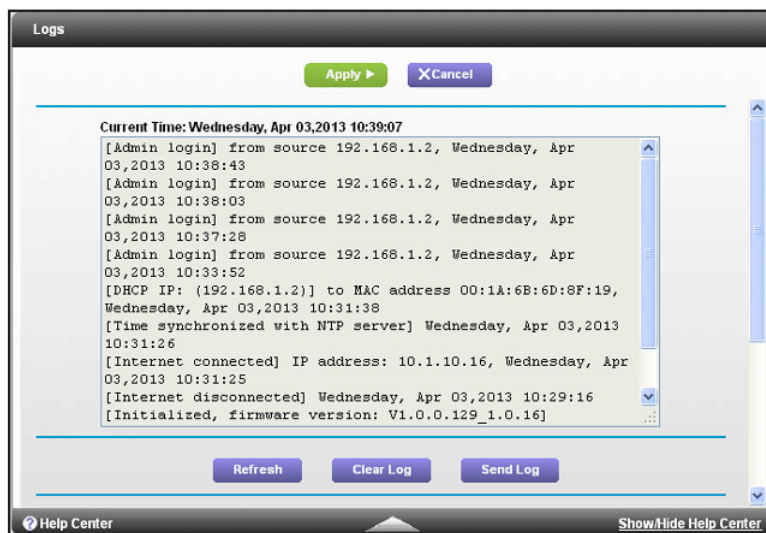 Logs
Apply
Cancel
Current Time: Wednesday, Apr 03,2013 10:39:07
[Admin login] from source 192.168.1.2, Wednesday, Apr
03,2013 10:38:43
[Admin login] from source 192.168.1.2, Wednesday, Apr
03,2013 10:38:03
[Admin login] from source 192.168.1.2, Wednesday, Apr
03,2013 10:37:28
[Admin login] from source 192.168.1.2, Wednesday, Apr
03,2013 10:33:52
[DHCP IP: (192.168.1.2)] to MAC address 00:1A:6B:6D:8F:19,
Wednesday, Apr 03,2013 10:31:38
[Time synchronized with NTP server] Wednesday, Apr 03,2013
10:31:26
[Internet connected] IP address: 10.1.10.16, Wednesday, Apr
03,2013 10:31:25
[Internet disconnected] Wednesday, Apr 03,2013 10:29:16
[Initialized, firmware version: V1.0.0.129_1.0.16]
Refresh
Clear Log
Send Log
Help Center
Show/Hide Help Center